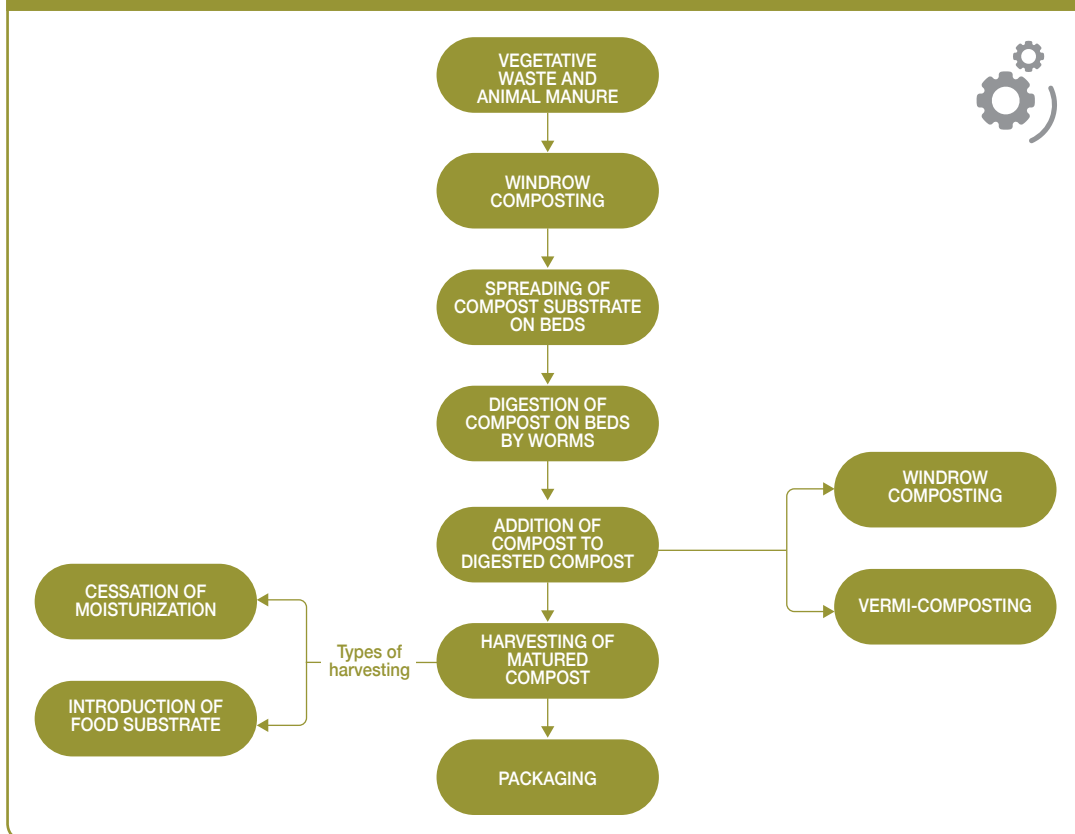 VEGETATIVE
WASTE AND
ANIMAL MANURE
WINDROW
COMPOSTING
SPREADING OF
COMPOST SUBSTRATE
ON BEDS
DIGESTION OF
COMPOST ON BEDS
BY WORMS
ADDITION OF
COMPOST TO
DIGESTED COMPOST
WINDROW
COMPOSTING
VERMI-COMPOSTING
HARVESTING OF
MATURED
COMPOST
Types of
harvesting
CESSATION OF
MOISTURIZATION
INTRODUCTION OF
FOOD SUBSTRATE
PACKAGING